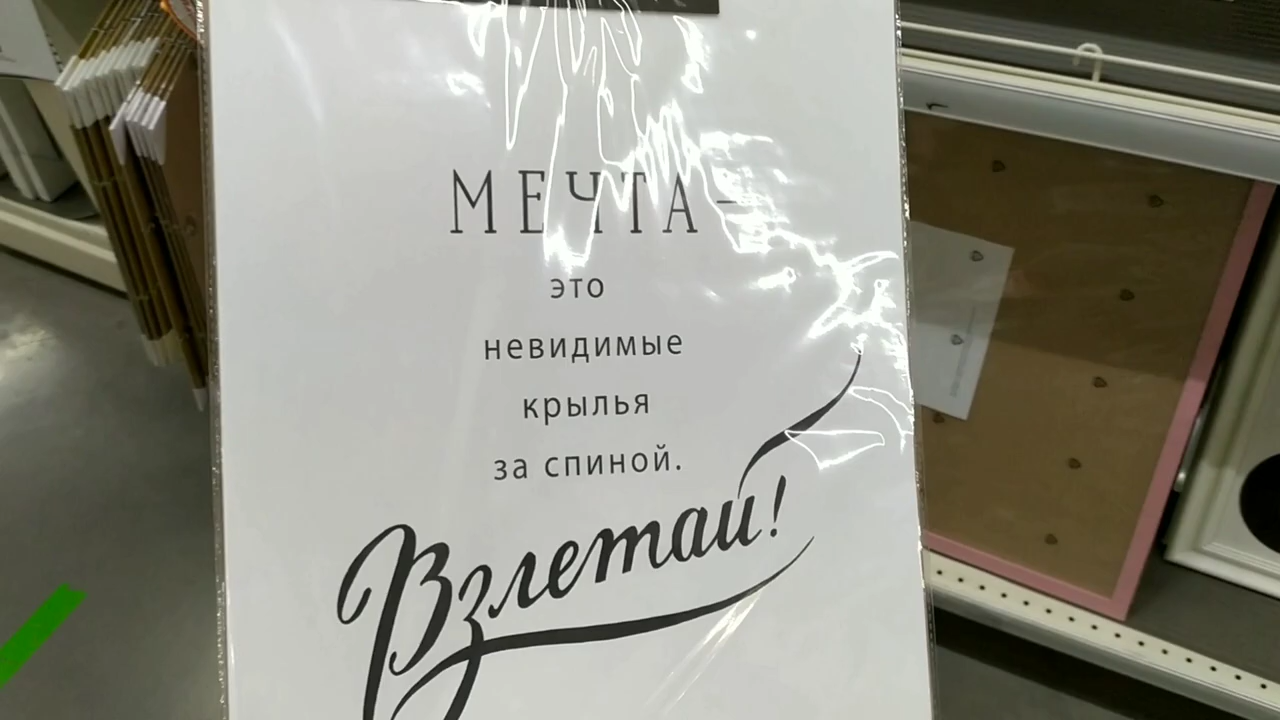 МЕЧТА –
это
невидимые
крылья
за спиной.
Взлетай!